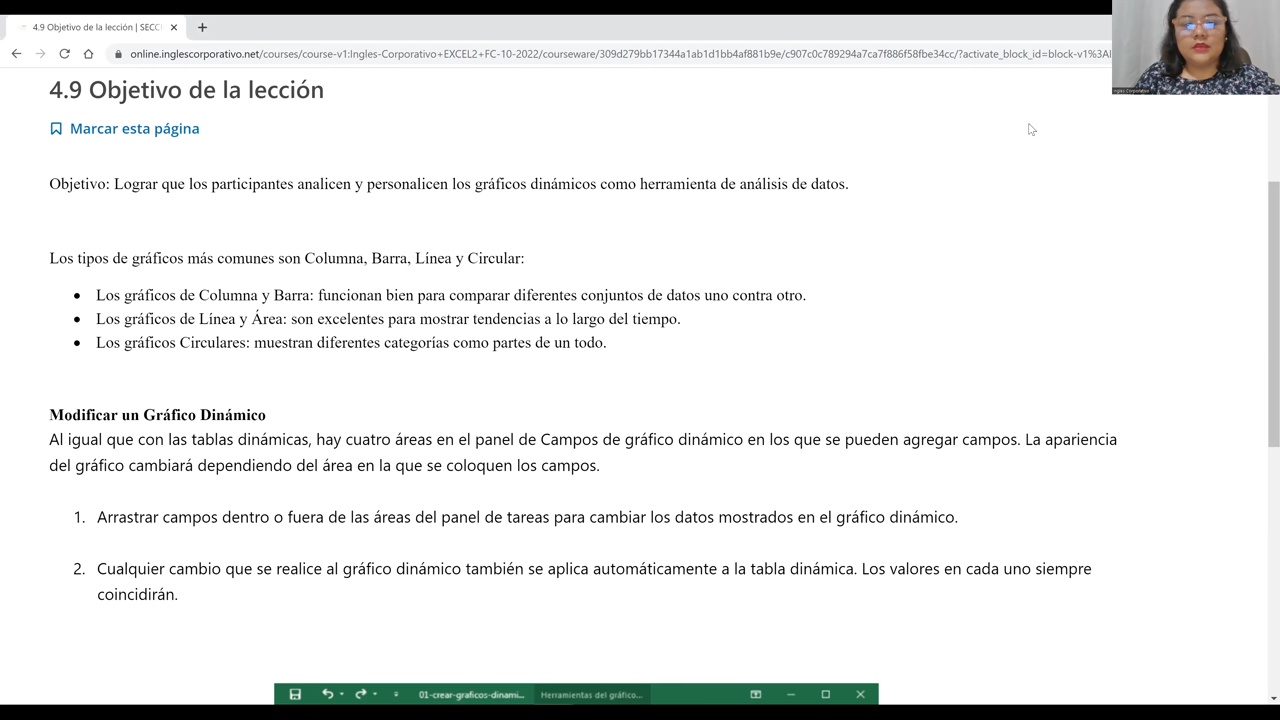 4.9 Objetivo de la lección | SECCI
online.inglescorporativo.net/courses/course-v1:Ingles-Corporativo+EXCEL2+FC-10-2022/courseware/309d279bb17344a1ab1d1bb4af881b9e/c907c0c789294a7ca7f886f58fbe34cc/?activate_block_id=block-v1%3AI
Ingles Corporativo
4.9 Objetivo de la lección
Marcar esta página
Objetivo: Lograr que los participantes analicen y personalicen los gráficos dinámicos como herramienta de análisis de datos.
Los tipos de gráficos más comunes son Columna, Barra, Línea y Circular:
• Los gráficos de Columna y Barra: funcionan bien para comparar diferentes conjuntos de datos uno contra otro.
• Los gráficos de Línea y Área: son excelentes para mostrar tendencias a lo largo del tiempo.
• Los gráficos Circulares: muestran diferentes categorías como partes de un todo.
Modificar un Gráfico Dinámico
Al igual que con las tablas dinámicas, hay cuatro áreas en el panel de Campos de gráfico dinámico en los que se pueden agregar campos. La apariencia
del gráfico cambiará dependiendo del área en la que se coloquen los campos.
1. Arrastrar campos dentro o fuera de las áreas del panel de tareas para cambiar los datos mostrados en el gráfico dinámico.
2. Cualquier cambio que se realice al gráfico dinámico también se aplica automáticamente a la tabla dinámica. Los valores en cada uno siempre
coincidirán.
01-crear-graficos-dinami... Herramientas del gráfico...